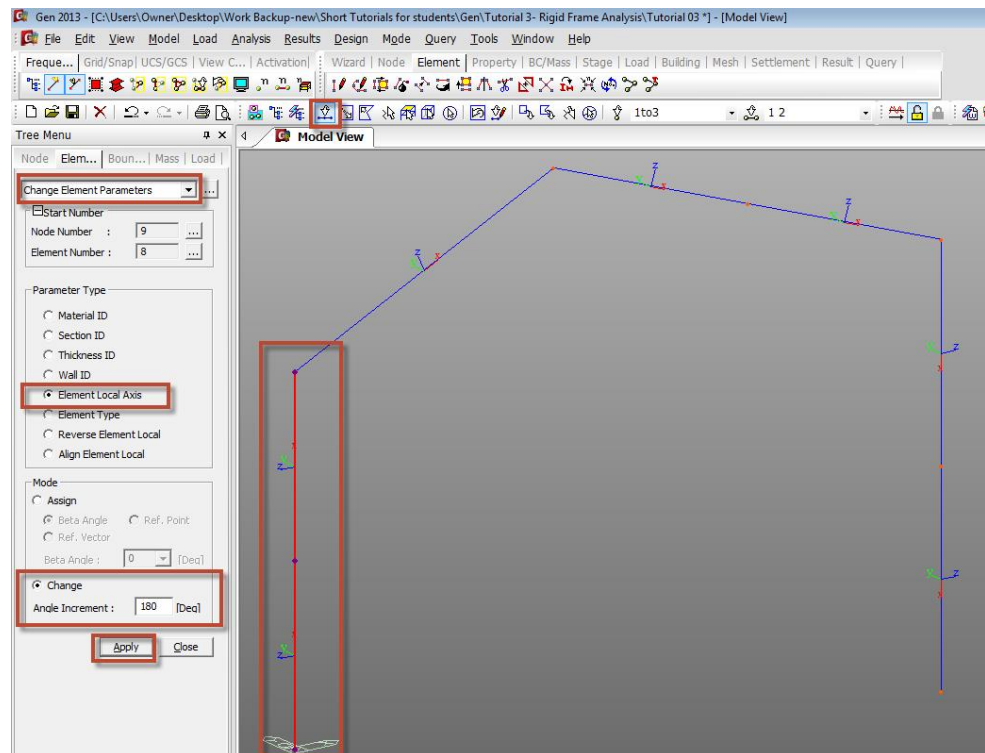 Gen 2013 - [C:\Users\Owner\Desktop\Work Backup-new\Short Tutorials for students\Gen\Tutorial 3- Rigid Frame Analysis\Tutorial 03 *] - [Model View]
File Edit View Model Load Analysis Results Design Mode Query Tools Window Help
Freque... | Grid/Snap | UCS/GCS | View C... | Activation | Wizard | Node Element | Property | BC/Mass | Stage | Load | Building | Mesh | Settlement | Result | Query |
1to3 1 2
Tree Menu
Model View
Node Elem... | Boun... | Mass | Load |
Change Element Parameters ...
Start Number
Node Number : 9 ...
Element Number : 8 ...
Parameter Type
Material ID
Section ID
Thickness ID
Wall ID
Element Local Axis
Element Type
Reverse Element Local
Align Element Local
Mode
Assign
Beta Angle Ref. Point
Ref. Vector
Beta Angle : 0 [Deg]
Change
Angle Increment : 180 [Deg]
Apply Close
z
x
z
x
z
x
z
x
z
x
z
z